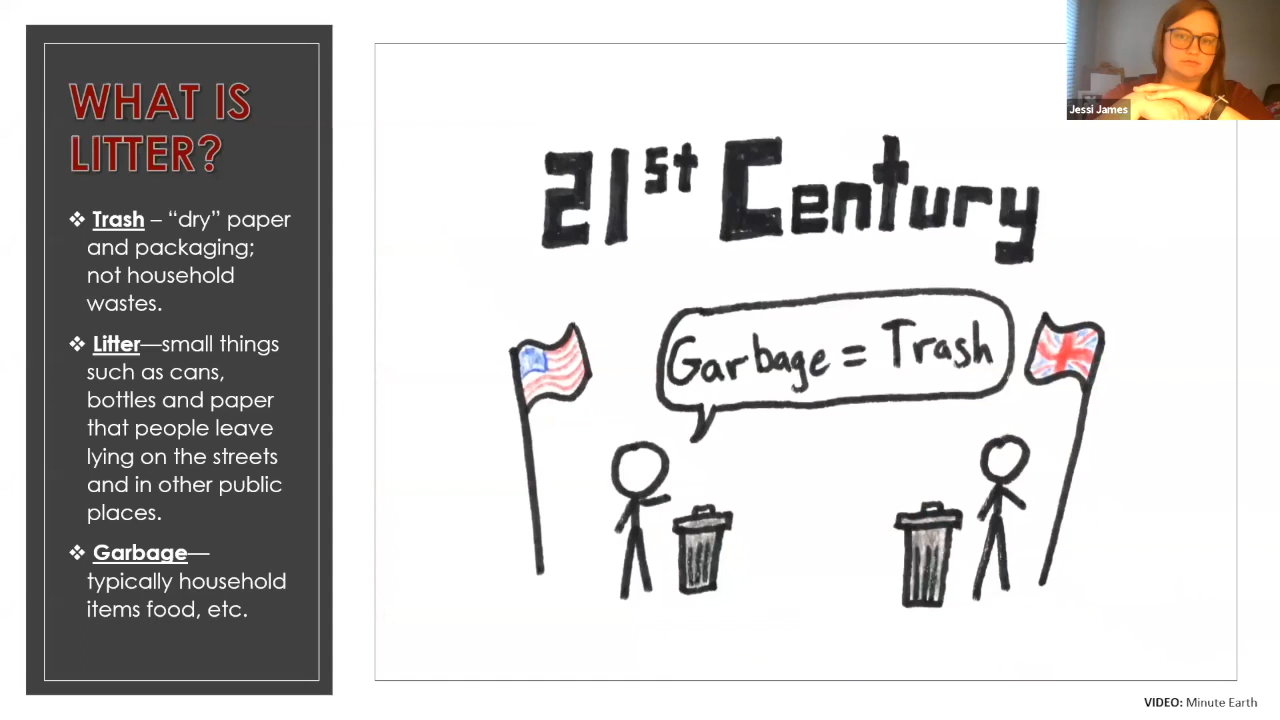 WHAT IS
LITTER?
❖ Trash – “dry” paper
and packaging;
not household
wastes.
❖ Litter—small things
such as cans,
bottles and paper
that people leave
lying on the streets
and in other public
places.
❖ Garbage—
typically household
items food, etc.
21st Century
Garbage = Trash
Jessi James
VIDEO: Minute Earth